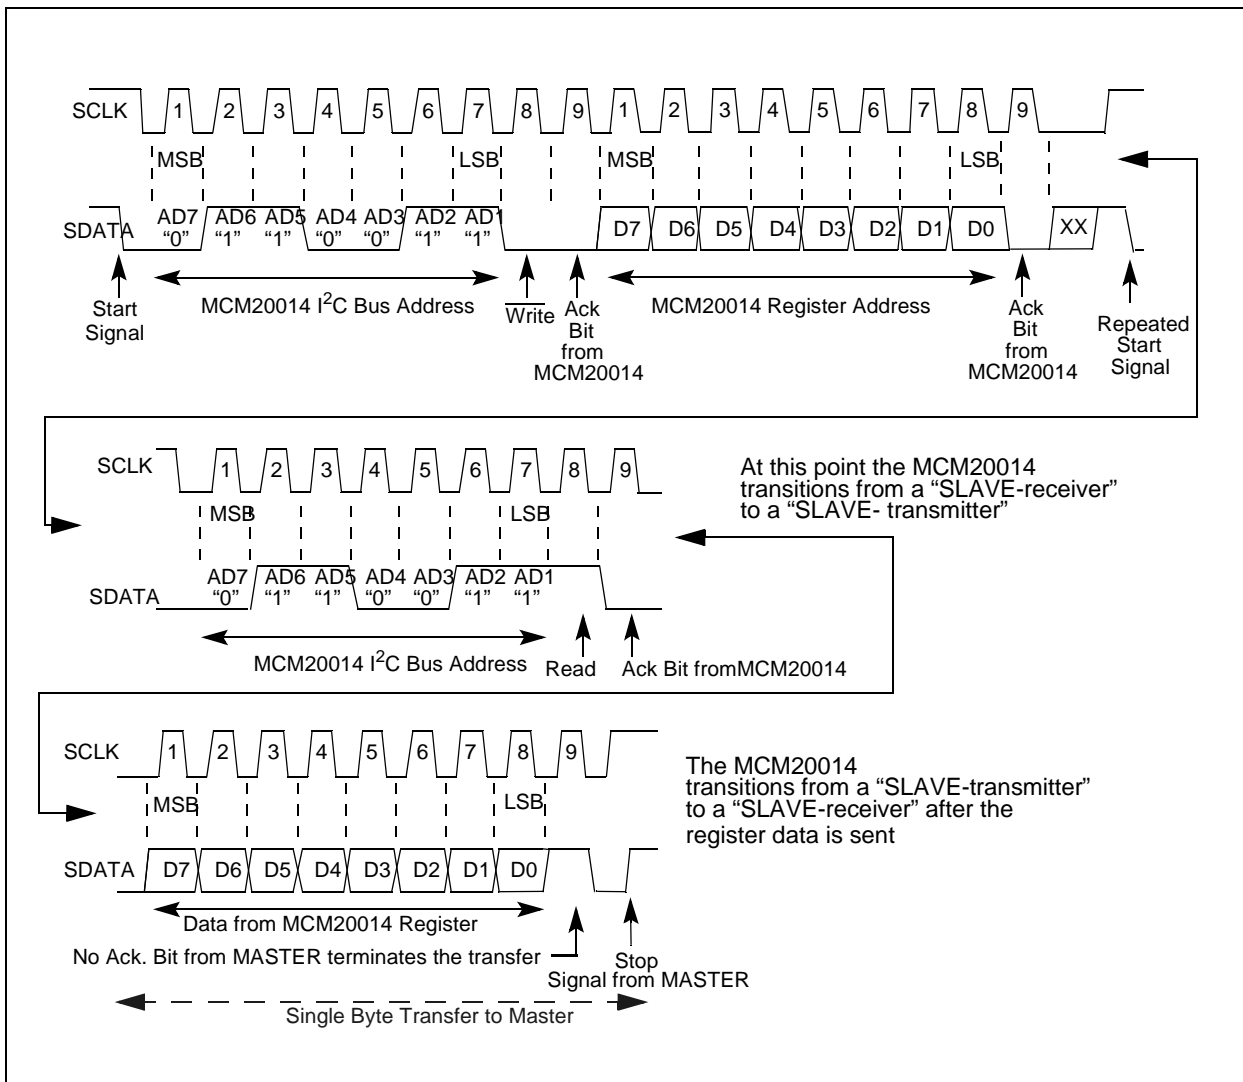 SCLK 1 2 3 4 5 6 7 8 9 1 2 3 4 5 6 7 8 9
MSB LSB MSB LSB
SDATA AD7 AD6 AD5 AD4 AD3 AD2 AD1 D7 D6 D5 D4 D3 D2 D1 D0 XX
“0” “1” “1” “0” “0” “1” “1”
Start
Signal
MCM20014 I²C Bus Address
Write
Ack
Bit
from
MCM20014
MCM20014 Register Address
Ack
Bit
from
MCM20014
Repeated
Start
Signal
SCLK 1 2 3 4 5 6 7 8 9
MSB LSB
SDATA AD7 AD6 AD5 AD4 AD3 AD2 AD1
“0” “1” “1” “0” “0” “1” “1”
MCM20014 I²C Bus Address
Read
Ack Bit fromMCM20014
At this point the MCM20014
transitions from a “SLAVE-receiver”
to a “SLAVE- transmitter”
SCLK 1 2 3 4 5 6 7 8 9
MSB LSB
SDATA D7 D6 D5 D4 D3 D2 D1 D0
Data from MCM20014 Register
No Ack. Bit from MASTER terminates the transfer
Stop
Signal from MASTER
Single Byte Transfer to Master
The MCM20014
transitions from a “SLAVE-transmitter”
to a “SLAVE-receiver” after the
register data is sent